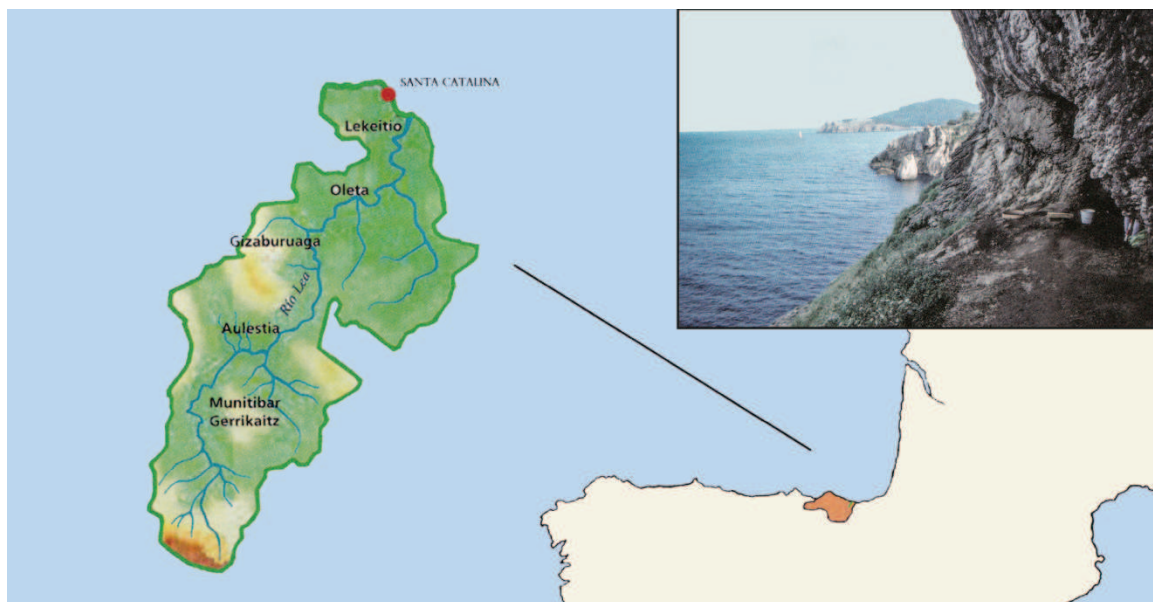 SANTA CATALINA
Lekeitio
Oleta
Gizaburuaga
Río Lea
Aulestia
Munitibar
Gerrikaitz